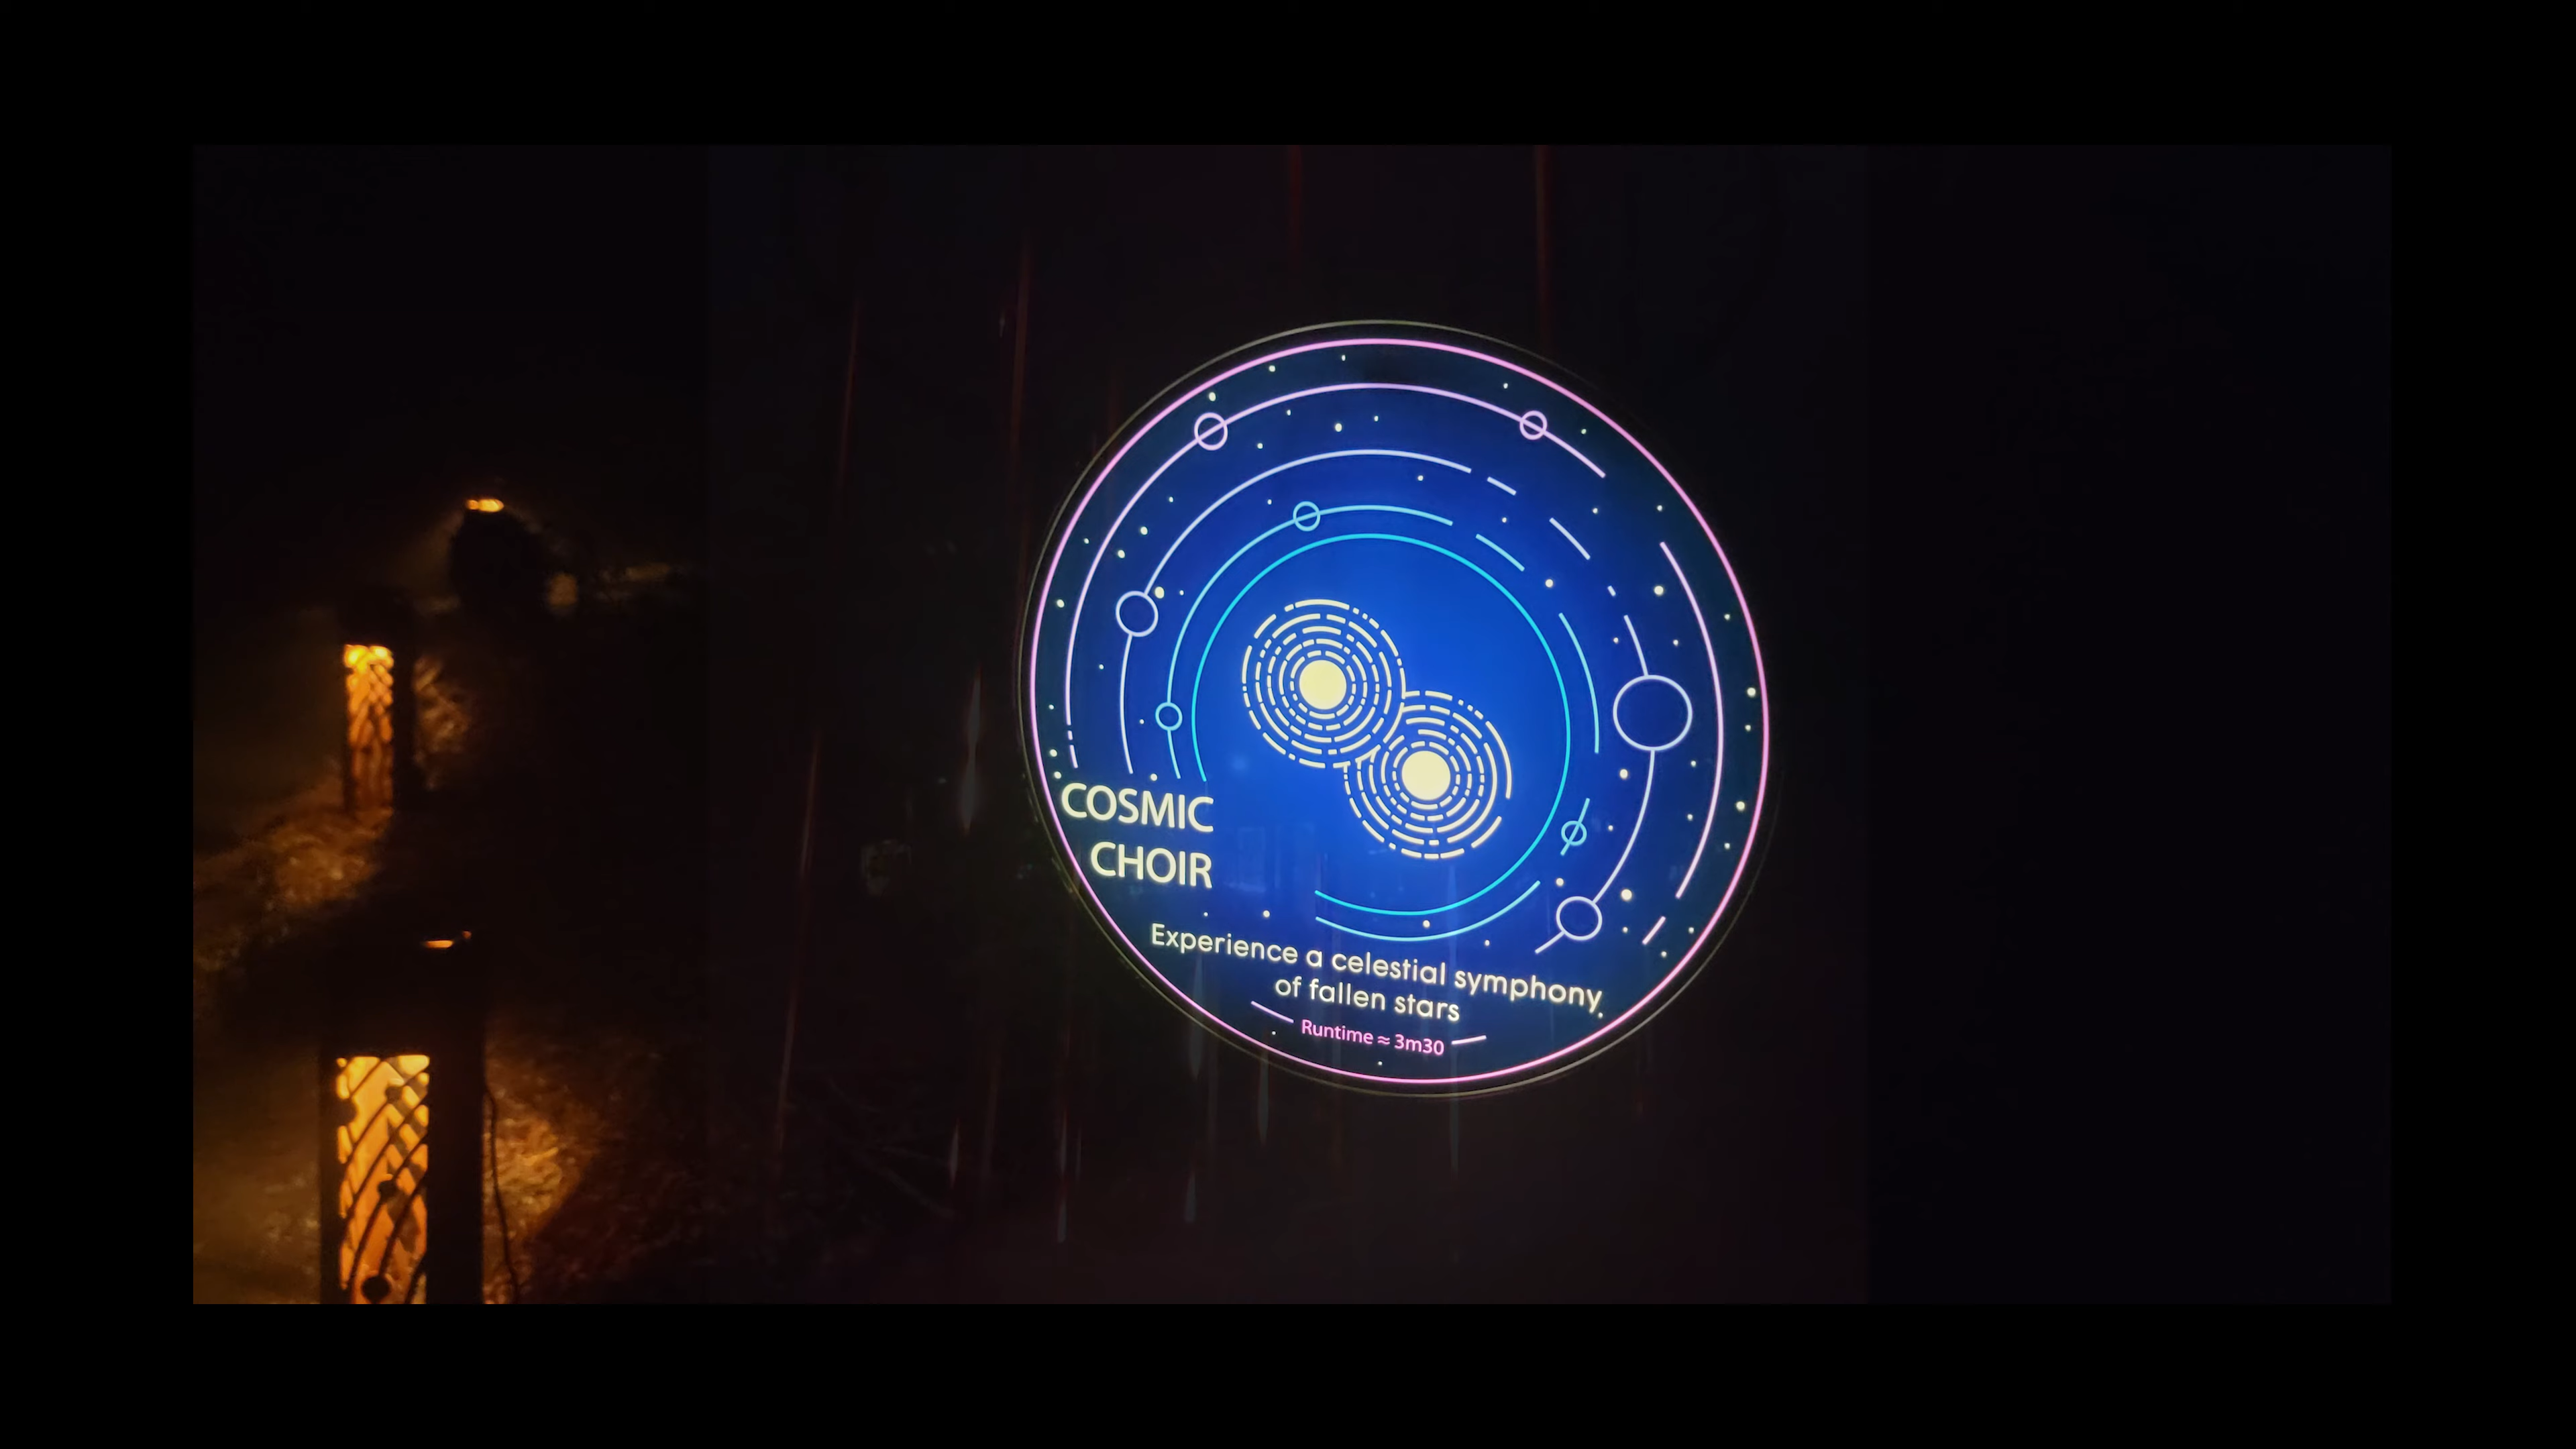 COSMIC
CHOIR
Experience a celestial symphony
of fallen stars
Runtime ≈ 3m30